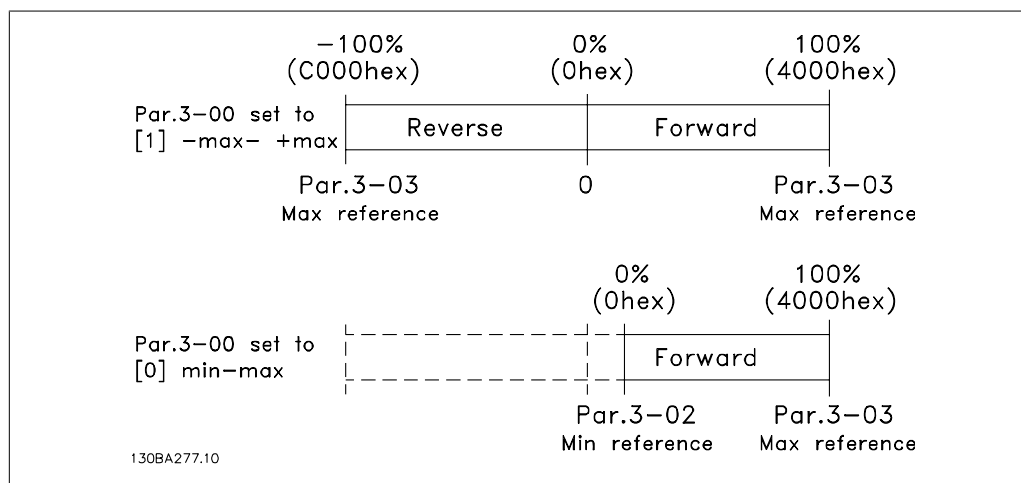 -100% 0% 100%
(C000hex) (0hex) (4000hex)
Par.3-00 set to
[1] -max- +max
Reverse Forward
Par.3-03 0 Par.3-03
Max reference Max reference
0% 100%
(0hex) (4000hex)
Par.3-00 set to
[0] min-max
Forward
Par.3-02 Par.3-03
Min reference Max reference
130BA277.10